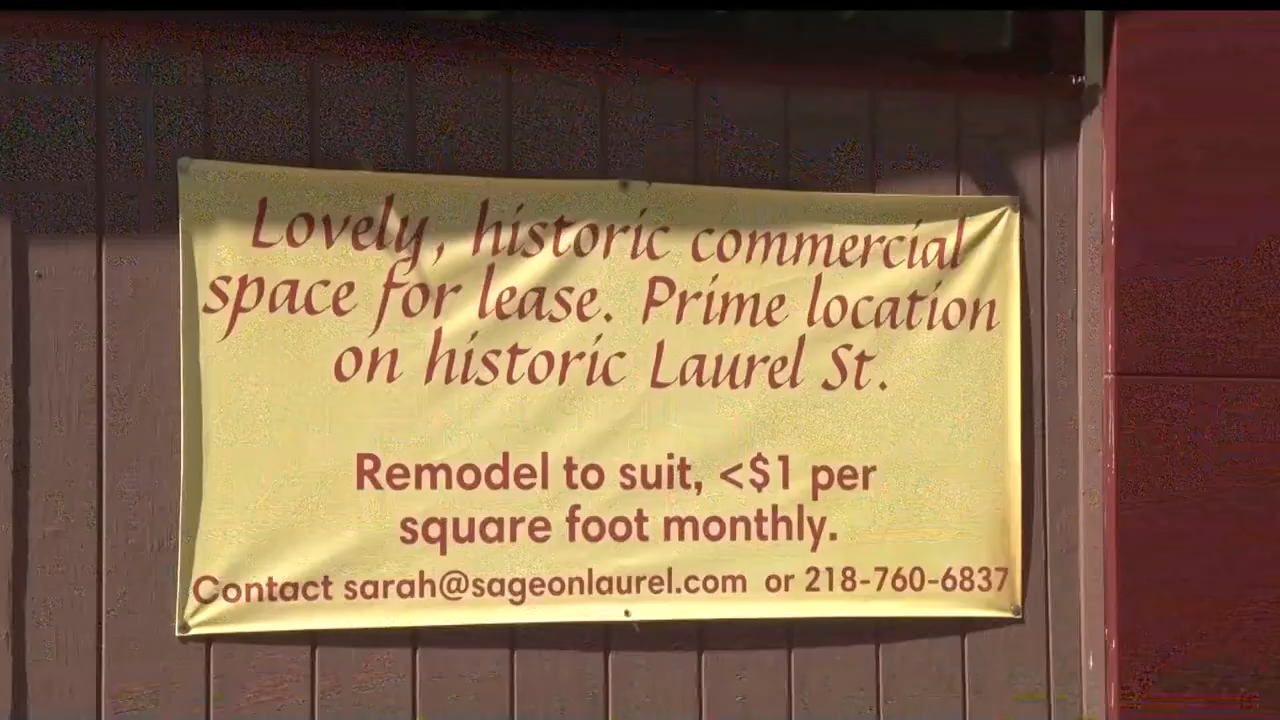 Lovely, historic commercial
space for lease. Prime location
on historic Laurel St.
Remodel to suit, <$1 per
square foot monthly.
Contact sarah@sageonlaurel.com or 218-760-6837